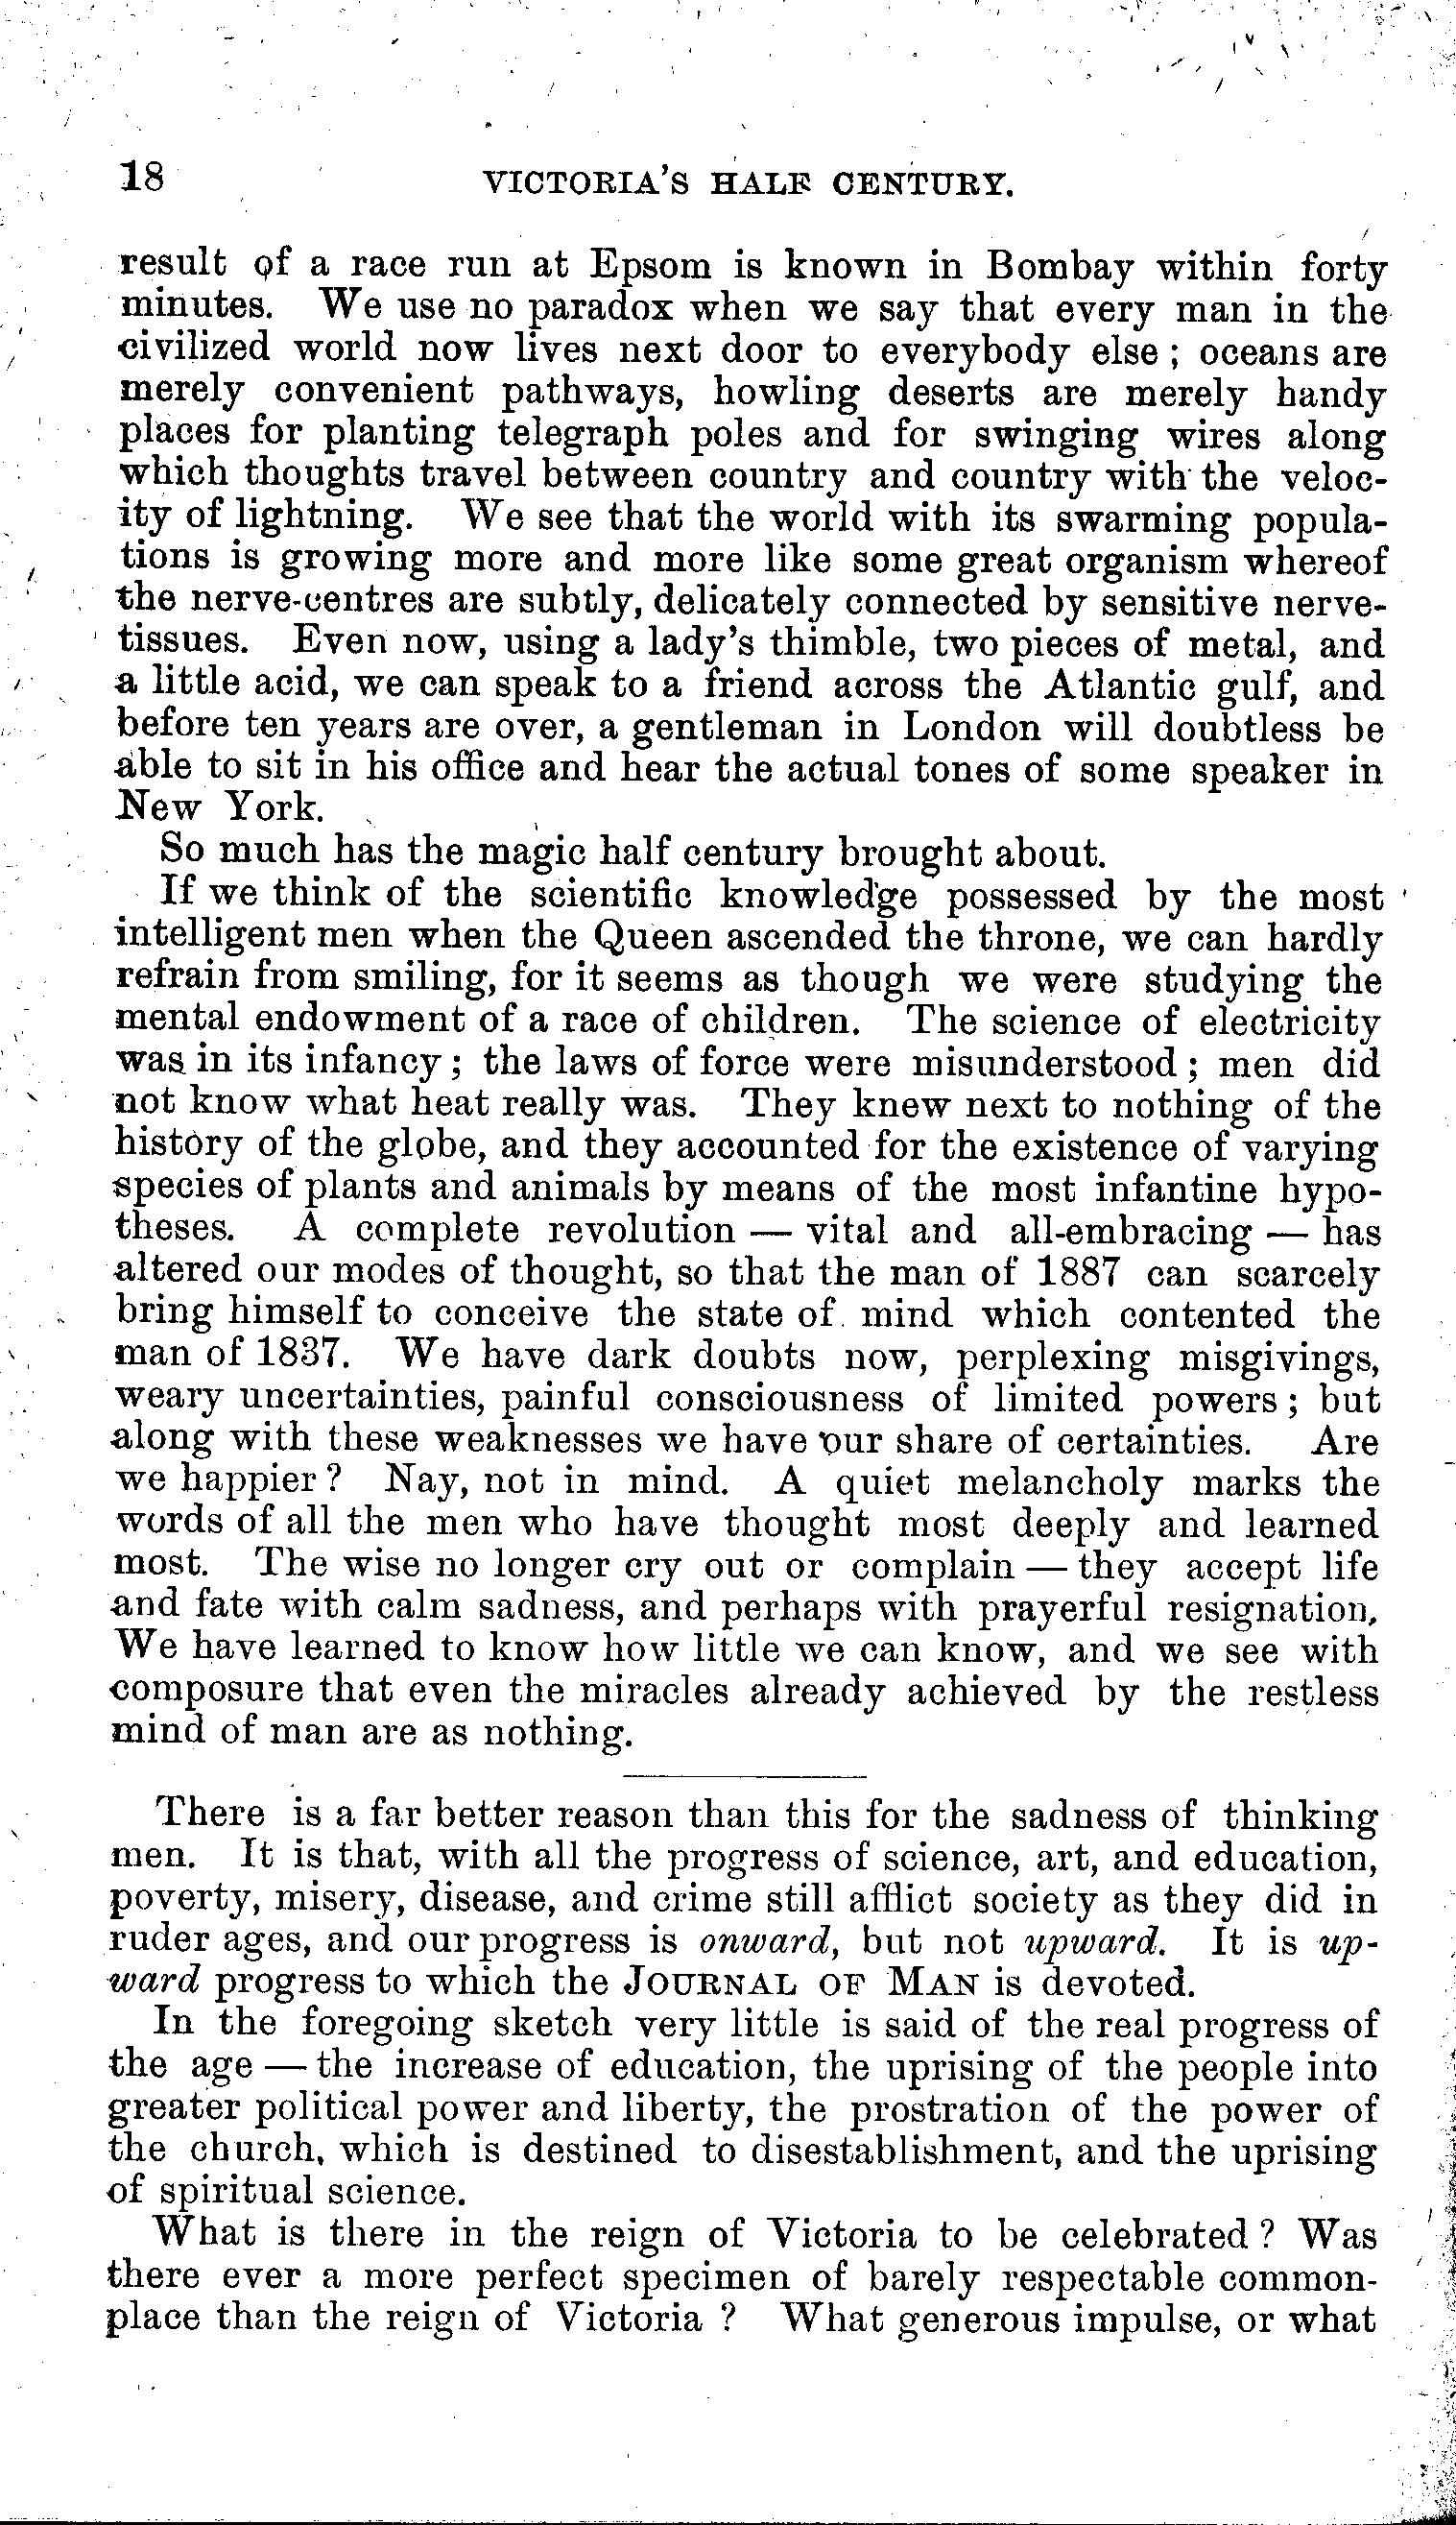 18 VICTORIA'S HALF CENTURY.
result of a race run at Epsom is known in Bombay within forty
minutes. We use no paradox when we say that every man in the
civilized world now lives next door to everybody else; oceans are
merely convenient pathways, howling deserts are merely handy
places for planting telegraph poles and for swinging wires along
which thoughts travel between country and country with the veloc-
ity of lightning. We see that the world with its swarming popula-
tions is growing more and more like some great organism whereof
the nerve-centres are subtly, delicately connected by sensitive nerve-
tissues. Even now, using a lady's thimble, two pieces of metal, and
a little acid, we can speak to a friend across the Atlantic gulf, and
before ten years are over, a gentleman in London will doubtless be
able to sit in his office and hear the actual tones of some speaker in
New York.
So much has the magic half century brought about.
If we think of the scientific knowledge possessed by the most
intelligent men when the Queen ascended the throne, we can hardly
refrain from smiling, for it seems as though we were studying the
mental endowment of a race of children. The science of electricity
was in its infancy; the laws of force were misunderstood; men did
not know what heat really was. They knew next to nothing of the
history of the globe, and they accounted for the existence of varying
species of plants and animals by means of the most infantine hypo-
theses. A complete revolution — vital and all-embracing — has
altered our modes of thought, so that the man of 1887 can scarcely
bring himself to conceive the state of mind which contented the
man of 1837. We have dark doubts now, perplexing misgivings,
weary uncertainties, painful consciousness of limited powers; but
along with these weaknesses we have our share of certainties. Are
we happier? Nay, not in mind. A quiet melancholy marks the
words of all the men who have thought most deeply and learned
most. The wise no longer cry out or complain — they accept life
and fate with calm sadness, and perhaps with prayerful resignation.
We have learned to know how little we can know, and we see with
composure that even the miracles already achieved by the restless
mind of man are as nothing.
There is a far better reason than this for the sadness of thinking
men. It is that, with all the progress of science, art, and education,
poverty, misery, disease, and crime still afflict society as they did in
ruder ages, and our progress is onward, but not upward. It is up-
ward progress to which the JOURNAL OF MAN is devoted.
In the foregoing sketch very little is said of the real progress of
the age — the increase of education, the uprising of the people into
greater political power and liberty, the prostration of the power of
the church, which is destined to disestablishment, and the uprising
of spiritual science.
What is there in the reign of Victoria to be celebrated? Was
there ever a more perfect specimen of barely respectable common-
place than the reign of Victoria? What generous impulse, or what